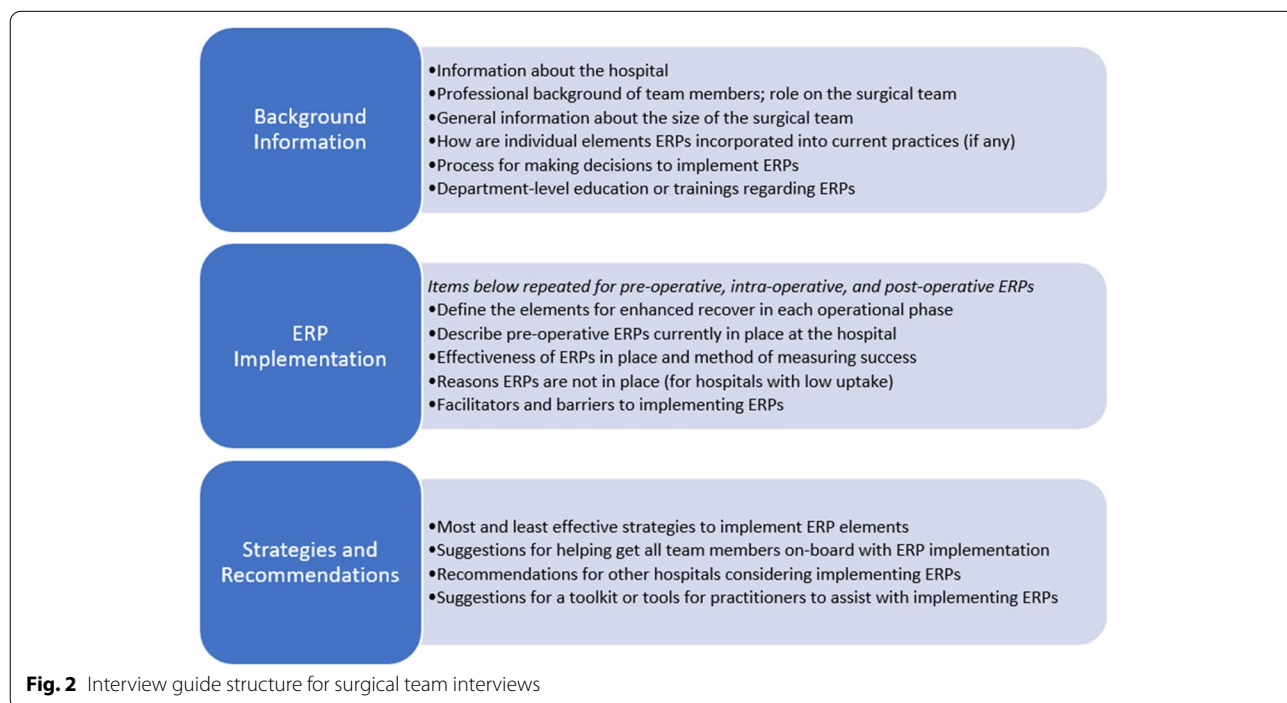 Background
Information
•Information about the hospital
•Professional background of team members; role on the surgical team
•General information about the size of the surgical team
•How are individual elements ERPs incorporated into current practices (if any)
•Process for making decisions to implement ERPs
•Department-level education or trainings regarding ERPs
ERP
Implementation
Items below repeated for pre-operative, intra-operative, and post-operative ERPs
•Define the elements for enhanced recover in each operational phase
•Describe pre-operative ERPs currently in place at the hospital
•Effectiveness of ERPs in place and method of measuring success
•Reasons ERPs are not in place (for hospitals with low uptake)
•Facilitators and barriers to implementing ERPs
Strategies and
Recommendations
•Most and least effective strategies to implement ERP elements
•Suggestions for helping get all team members on-board with ERP implementation
•Recommendations for other hospitals considering implementing ERPs
•Suggestions for a toolkit or tools for practitioners to assist with implementing ERPs
Fig. 2 Interview guide structure for surgical team interviews